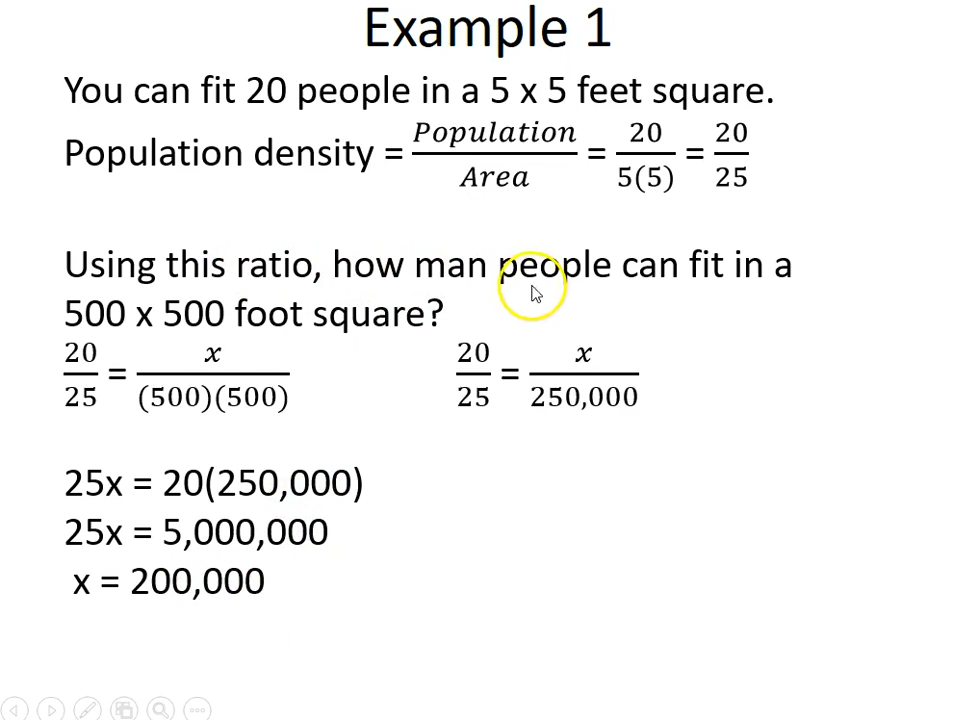 Example 1
You can fit 20 people in a 5 x 5 feet square.
Population density = Population/Area = 20/5(5) = 20/25
Using this ratio, how man people can fit in a
500 x 500 foot square?
20/25 = x/(500)(500) 20/25 = x/250,000
25x = 20(250,000)
25x = 5,000,000
x = 200,000